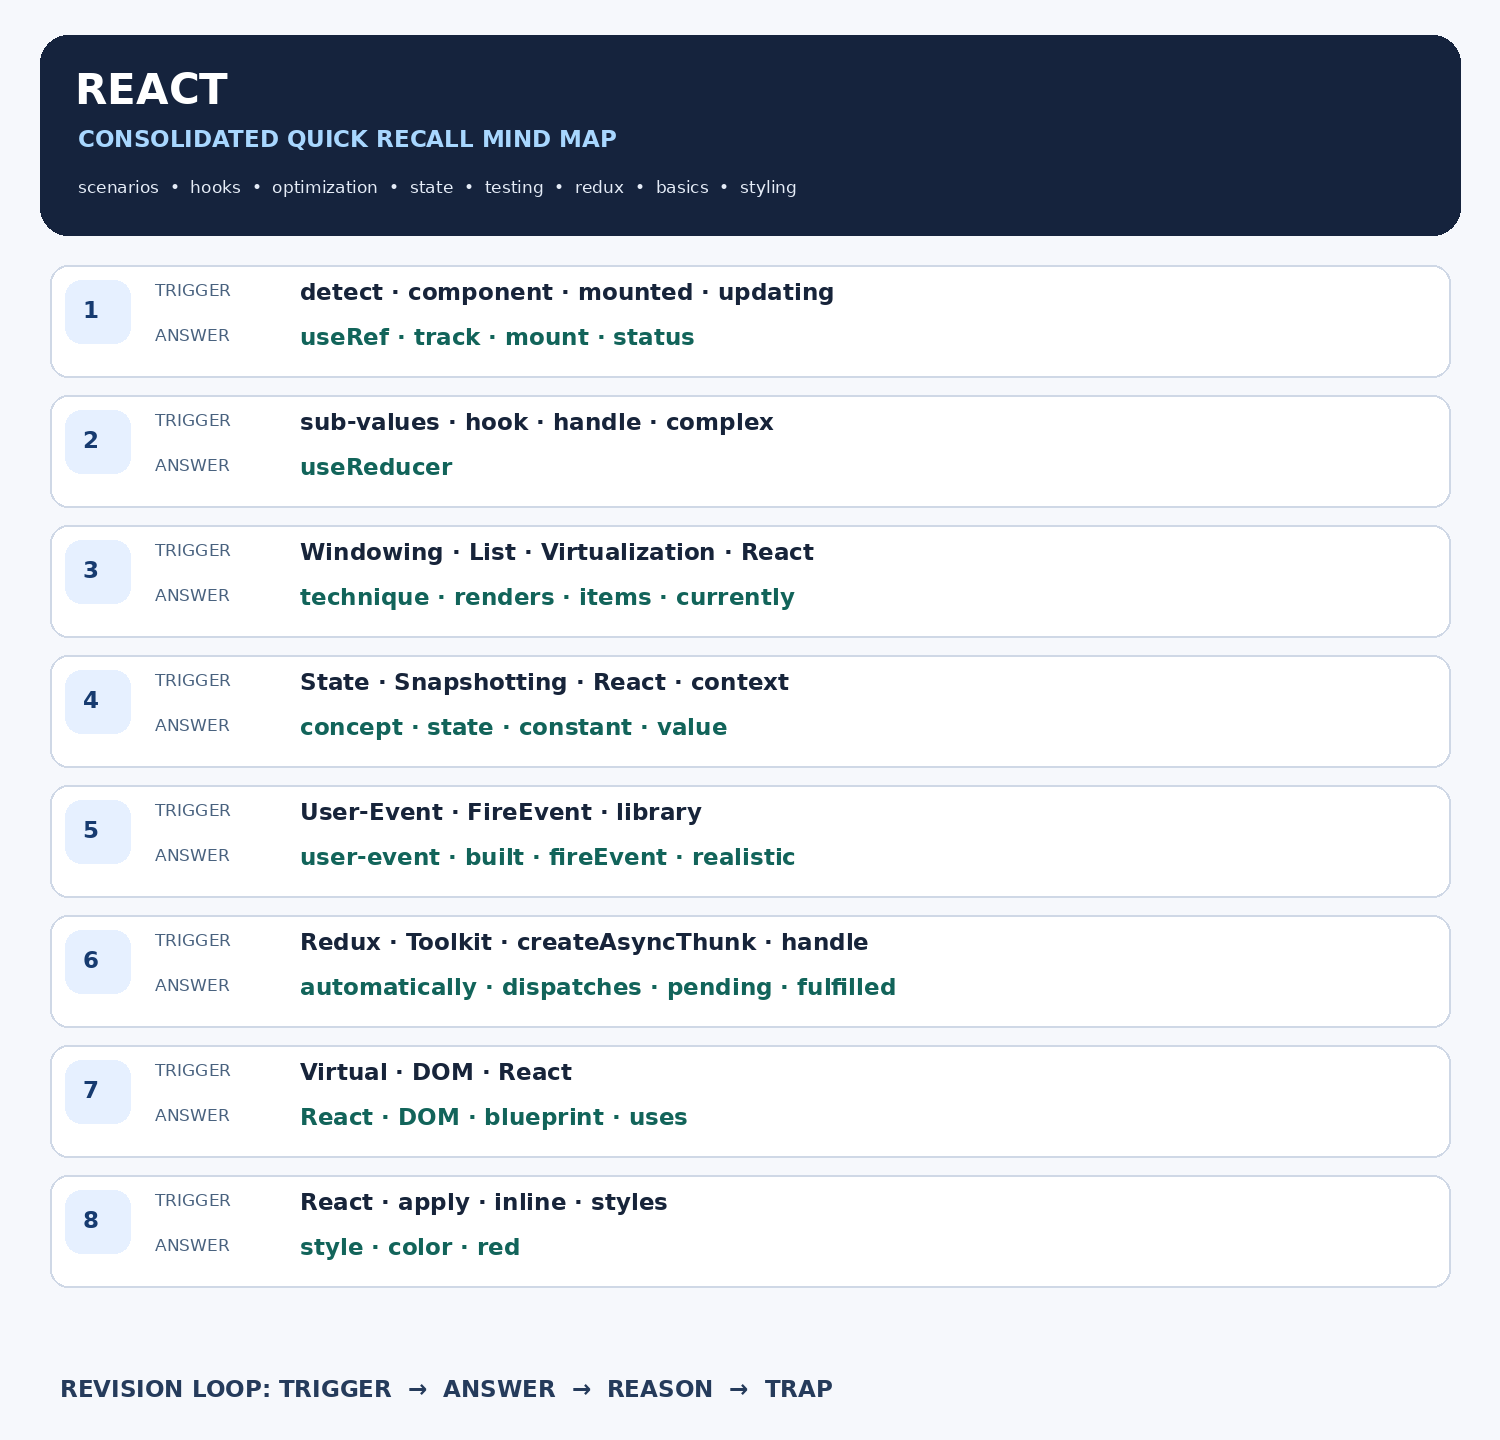 REACT
CONSOLIDATED QUICK RECALL MIND MAP
scenarios • hooks • optimization • state • testing • redux • basics • styling
1
TRIGGER detect · component · mounted · updating
ANSWER useRef · track · mount · status
2
TRIGGER sub-values · hook · handle · complex
ANSWER useReducer
3
TRIGGER Windowing · List · Virtualization · React
ANSWER technique · renders · items · currently
4
TRIGGER State · Snapshotting · React · context
ANSWER concept · state · constant · value
5
TRIGGER User-Event · FireEvent · library
ANSWER user-event · built · fireEvent · realistic
6
TRIGGER Redux · Toolkit · createAsyncThunk · handle
ANSWER automatically · dispatches · pending · fulfilled
7
TRIGGER Virtual · DOM · React
ANSWER React · DOM · blueprint · uses
8
TRIGGER React · apply · inline · styles
ANSWER style · color · red
REVISION LOOP: TRIGGER → ANSWER → REASON → TRAP